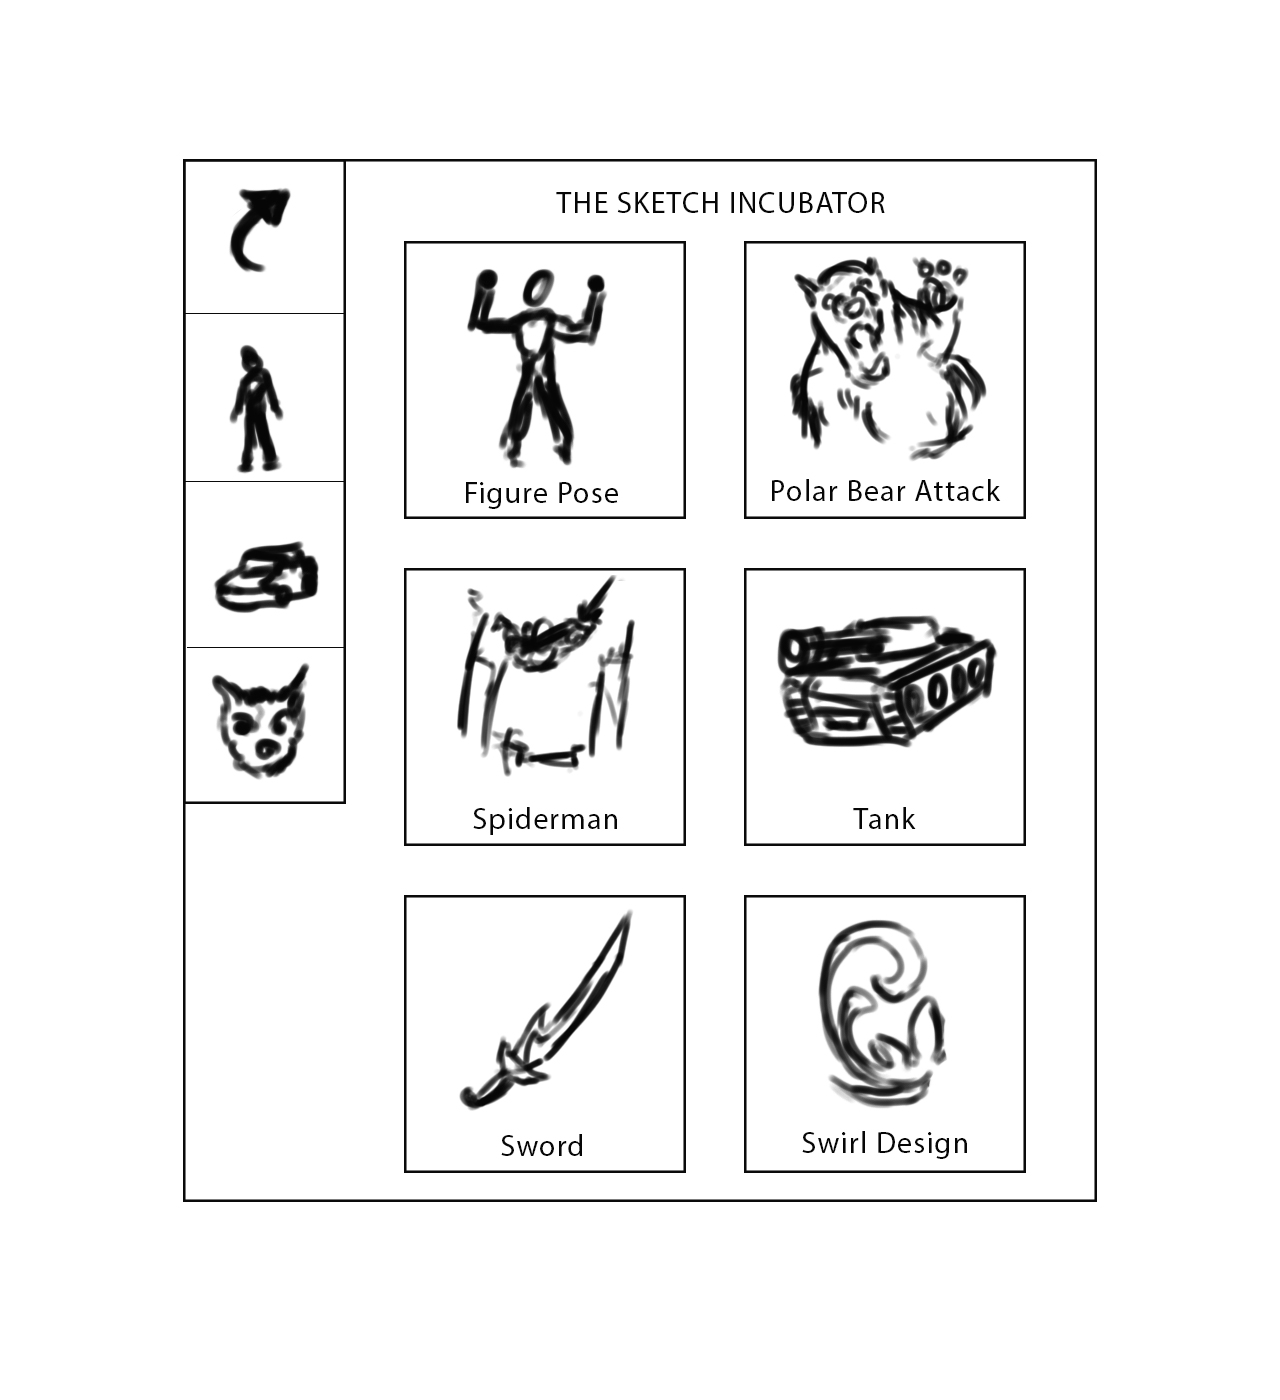 THE SKETCH INCUBATOR
Figure Pose
Polar Bear Attack
Spiderman
Tank
Sword
Swirl Design